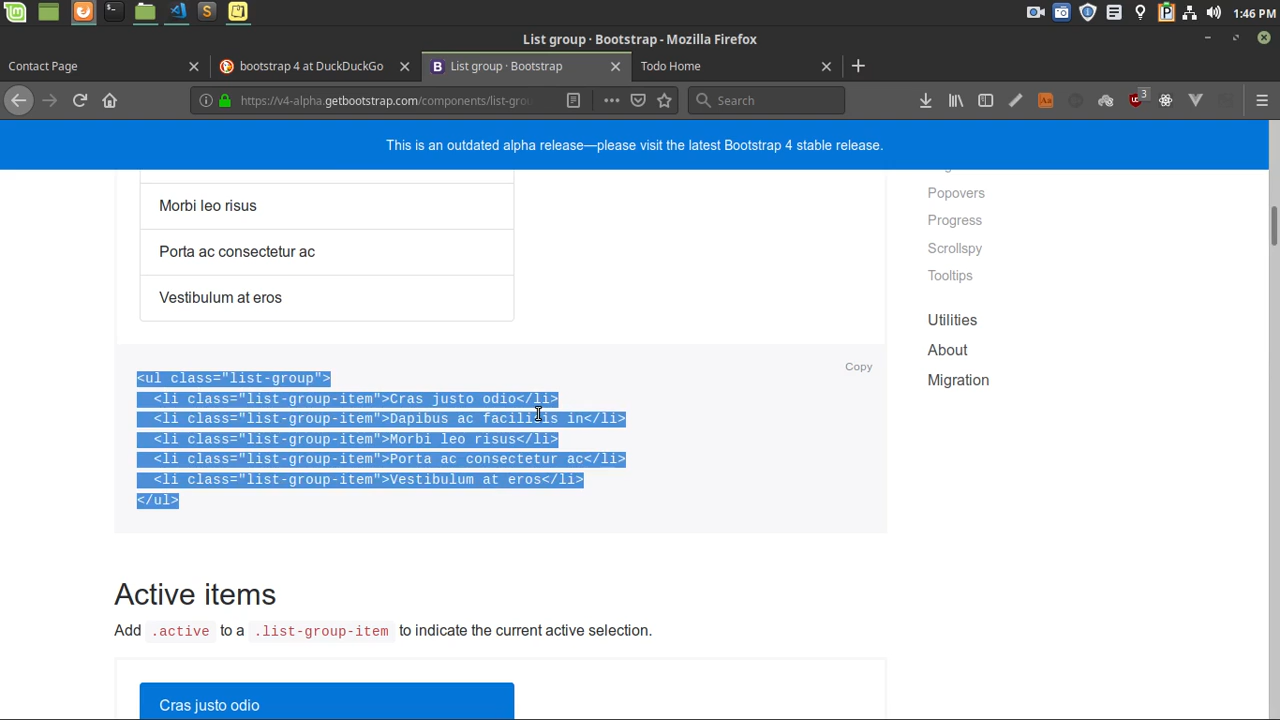 1:46 PM
List group · Bootstrap - Mozilla Firefox
Contact Page
bootstrap 4 at DuckDuckGo
B List group · Bootstrap
Todo Home
https://v4-alpha.getbootstrap.com/components/list-grou
Search
3
This is an outdated alpha release—please visit the latest Bootstrap 4 stable release.
Morbi leo risus
Porta ac consectetur ac
Vestibulum at eros
Copy
<ul class="list-group">
  <li class="list-group-item">Cras justo odio</li>
  <li class="list-group-item">Dapibus ac facilisis in</li>
  <li class="list-group-item">Morbi leo risus</li>
  <li class="list-group-item">Porta ac consectetur ac</li>
  <li class="list-group-item">Vestibulum at eros</li>
</ul>
Active items
Add .active to a .list-group-item to indicate the current active selection.
Cras justo odio
Popovers
Progress
Scrollspy
Tooltips
Utilities
About
Migration